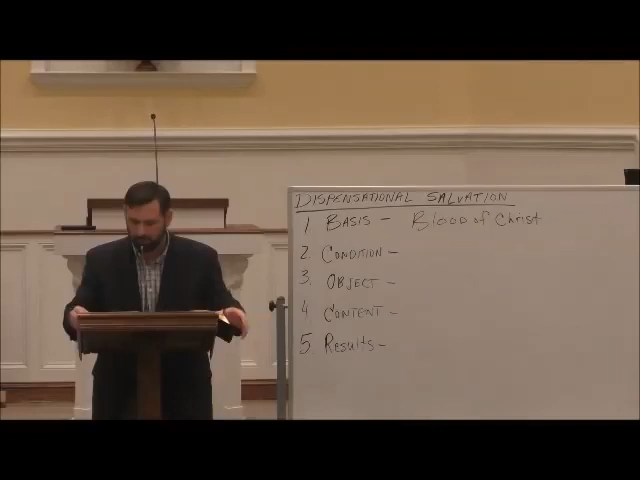 DISPENSATIONAL SALVATION
1 BASIS - Blood of Christ
2. CONDITION -
3. OBJECT -
4 CONTENT -
5 Results -